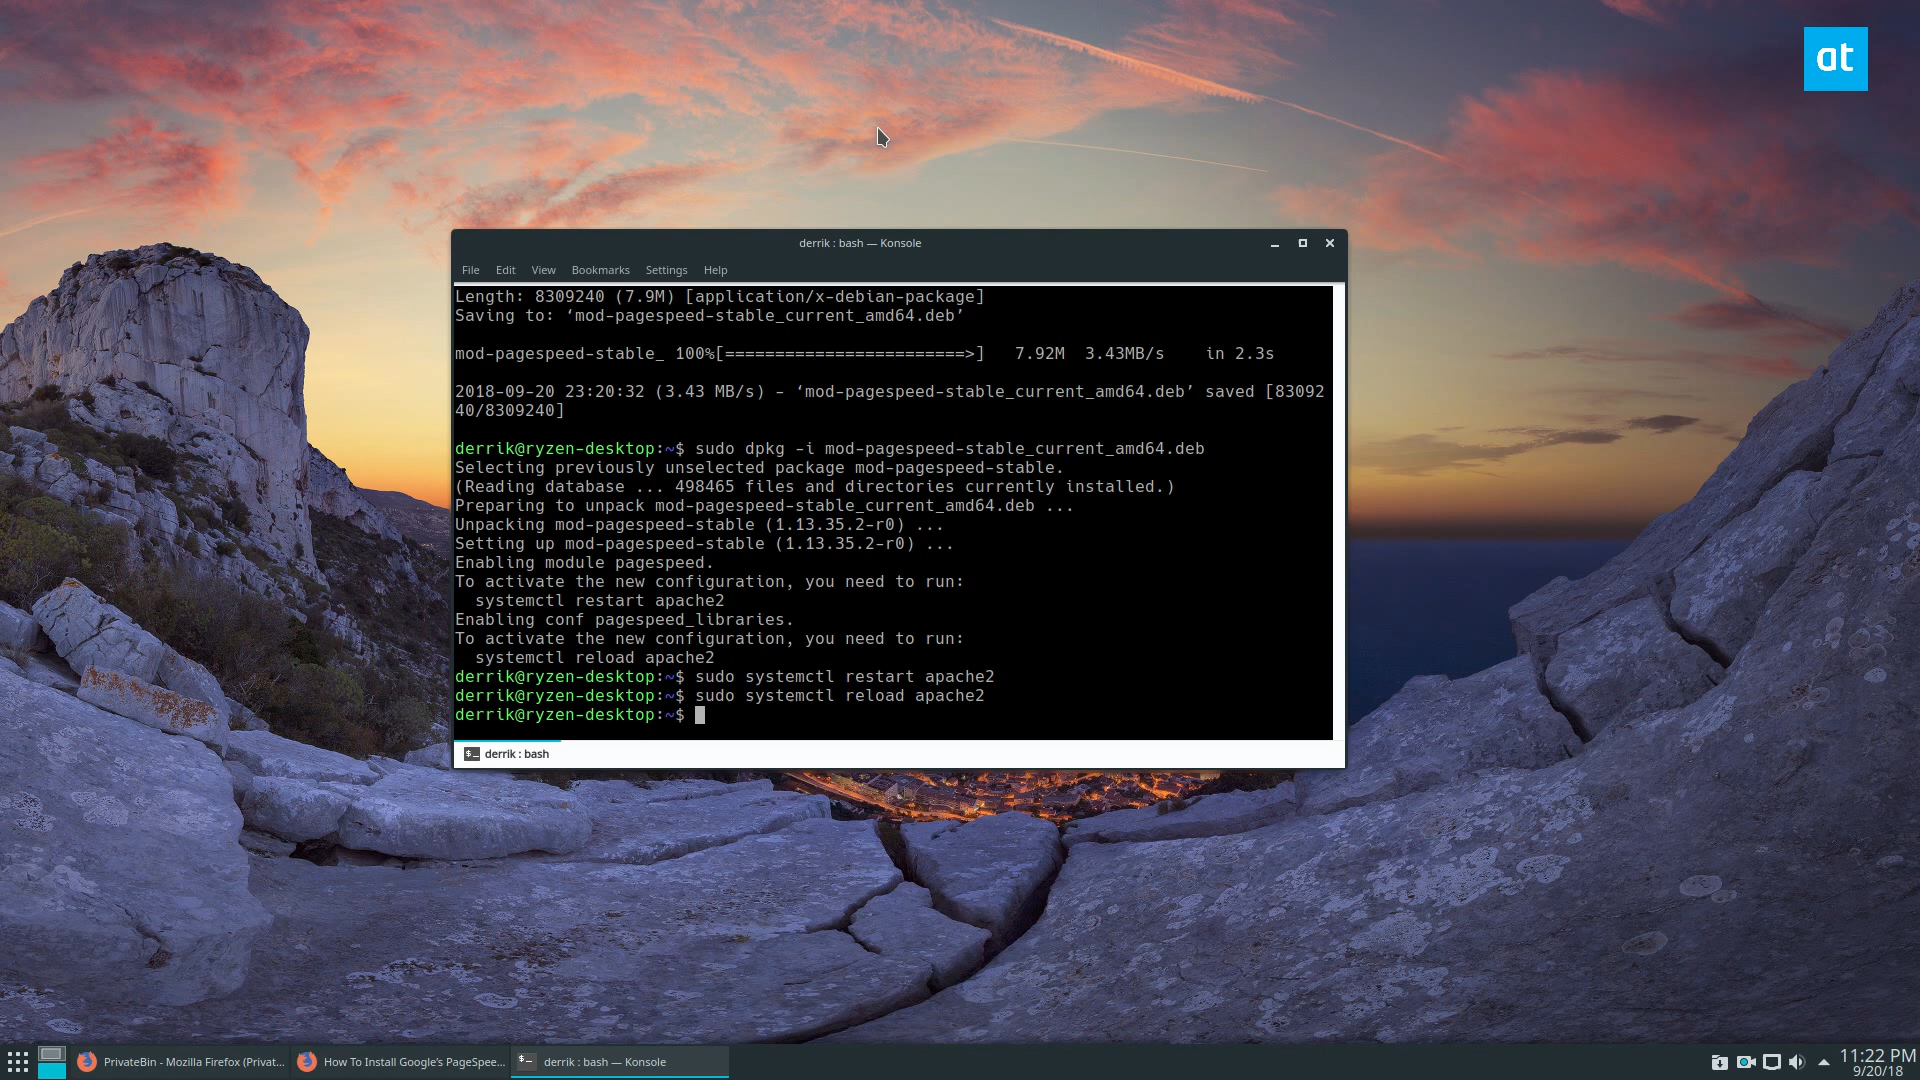 at
derrik : bash — Konsole
File Edit View Bookmarks Settings Help
Length: 8309240 (7.9M) [application/x-debian-package]
Saving to: ‘mod-pagespeed-stable_current_amd64.deb’
mod-pagespeed-stable_ 100%[========================>] 7.92M 3.43MB/s in 2.3s
2018-09-20 23:20:32 (3.43 MB/s) - ‘mod-pagespeed-stable_current_amd64.deb’ saved [83092
40/8309240]
derrik@ryzen-desktop:~$ sudo dpkg -i mod-pagespeed-stable_current_amd64.deb
Selecting previously unselected package mod-pagespeed-stable.
(Reading database ... 498465 files and directories currently installed.)
Preparing to unpack mod-pagespeed-stable_current_amd64.deb ...
Unpacking mod-pagespeed-stable (1.13.35.2-r0) ...
Setting up mod-pagespeed-stable (1.13.35.2-r0) ...
Enabling module pagespeed.
To activate the new configuration, you need to run:
  systemctl restart apache2
Enabling conf pagespeed_libraries.
To activate the new configuration, you need to run:
  systemctl reload apache2
derrik@ryzen-desktop:~$ sudo systemctl restart apache2
derrik@ryzen-desktop:~$ sudo systemctl reload apache2
derrik@ryzen-desktop:~$
derrik : bash
PrivateBin - Mozilla Firefox (Privat...
How To Install Google's PageSpee...
derrik : bash — Konsole
11:22 PM
9/20/18